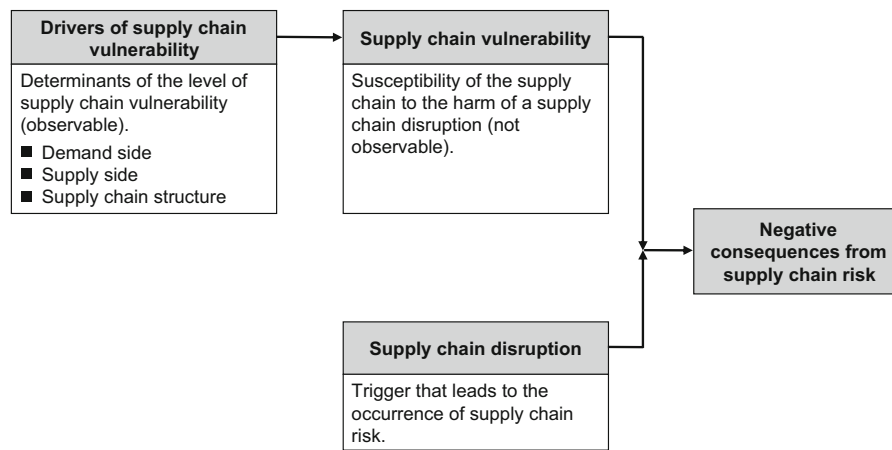 Drivers of supply chain
vulnerability
Determinants of the level of
supply chain vulnerability
(observable).
■ Demand side
■ Supply side
■ Supply chain structure
Supply chain vulnerability
Susceptibility of the supply
chain to the harm of a supply
chain disruption (not
observable).
Negative
consequences from
supply chain risk
Supply chain disruption
Trigger that leads to the
occurrence of supply chain
risk.